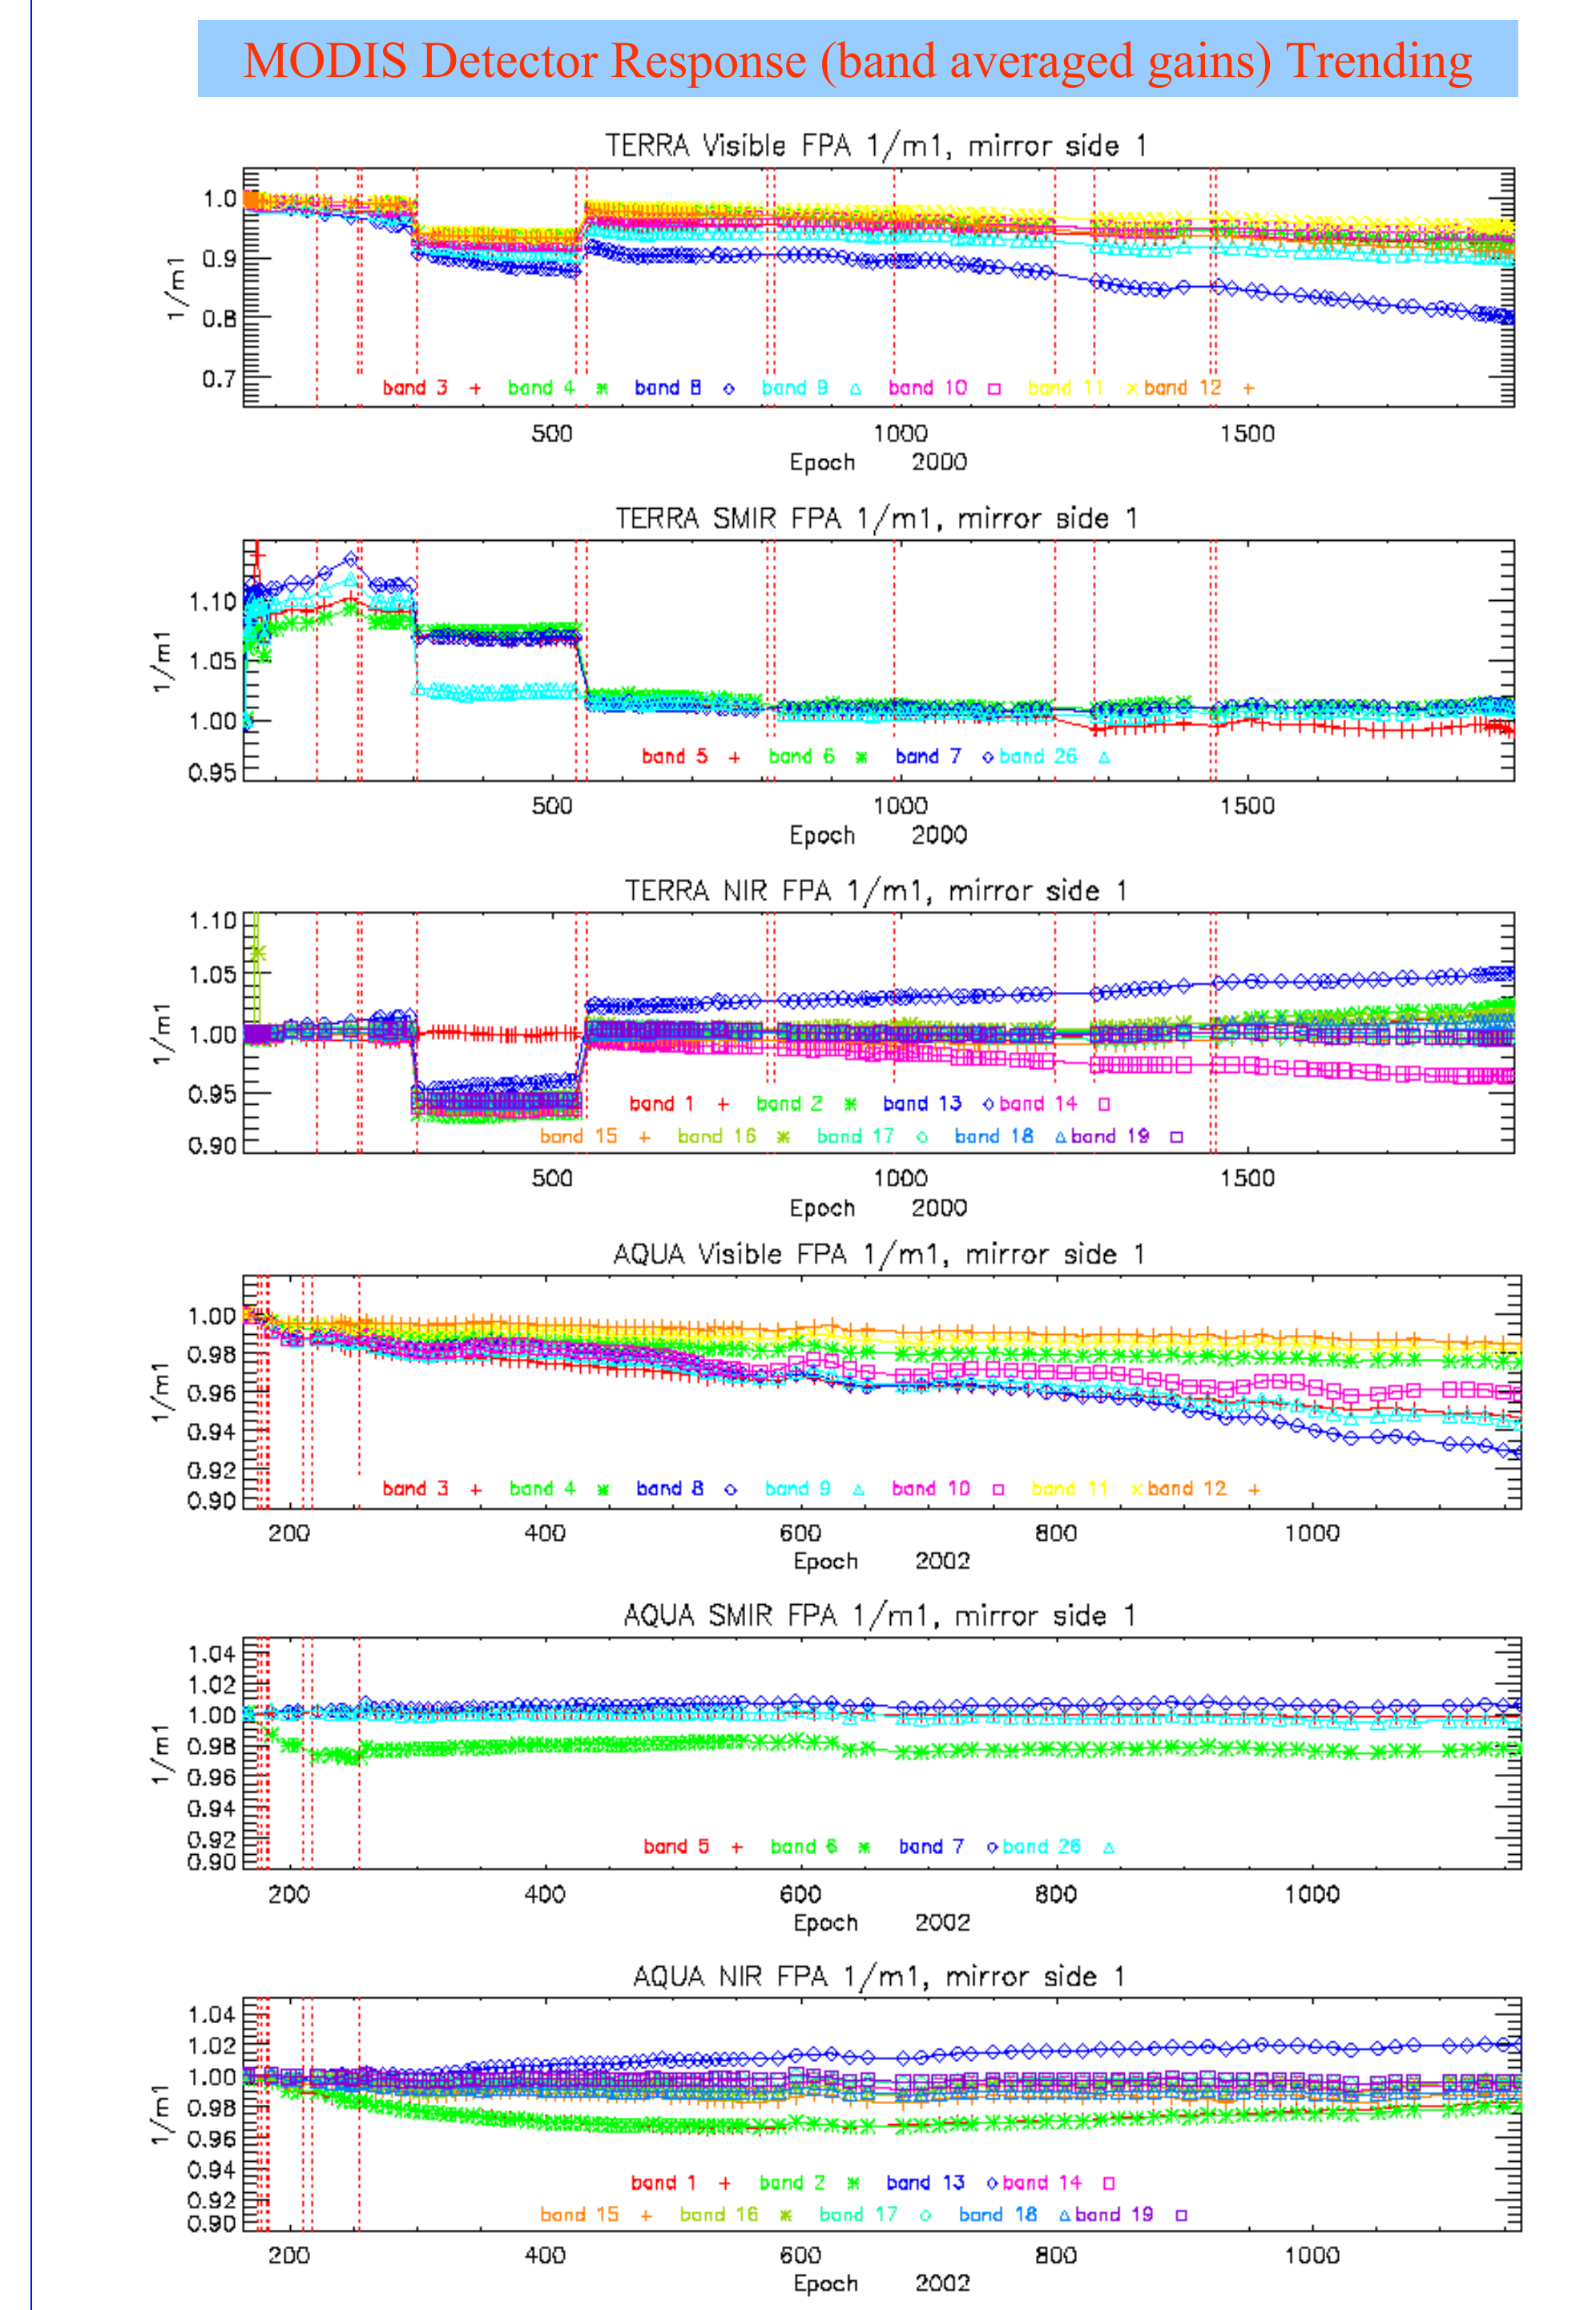 MODIS Detector Response (band averaged gains) Trending
TERRA Visible FPA 1/m1, mirror side 1
1.0
0.9
0.8
0.7
1/m1
band 3 band 4 band 8 band 9 band 10 band 11 band 12
500 1000 1500
Epoch 2000
TERRA SMIR FPA 1/m1, mirror side 1
1.10
1.05
1.00
0.95
1/m1
band 5 band 6 band 7 band 26
500 1000 1500
Epoch 2000
TERRA NIR FPA 1/m1, mirror side 1
1.10
1.05
1.00
0.95
0.90
1/m1
band 1 band 2 band 13 band 14
band 15 band 16 band 17 band 18 band 19
500 1000 1500
Epoch 2000
AQUA Visible FPA 1/m1, mirror side 1
1.00
0.98
0.96
0.94
0.92
0.90
1/m1
band 3 band 4 band 8 band 9 band 10 band 11 band 12
200 400 600 800 1000
Epoch 2002
AQUA SMIR FPA 1/m1, mirror side 1
1.04
1.02
1.00
0.98
0.96
0.94
0.92
0.90
1/m1
band 5 band 6 band 7 band 26
200 400 600 800 1000
Epoch 2002
AQUA NIR FPA 1/m1, mirror side 1
1.04
1.02
1.00
0.98
0.96
0.94
0.92
0.90
1/m1
band 1 band 2 band 13 band 14
band 15 band 16 band 17 band 18 band 19
200 400 600 800 1000
Epoch 2002